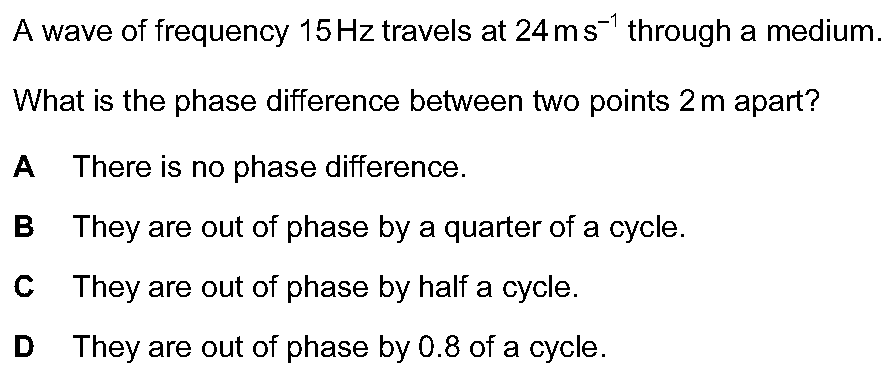 A wave of frequency 15 Hz travels at 24 m s⁻¹ through a medium.
What is the phase difference between two points 2 m apart?
A There is no phase difference.
B They are out of phase by a quarter of a cycle.
C They are out of phase by half a cycle.
D They are out of phase by 0.8 of a cycle.